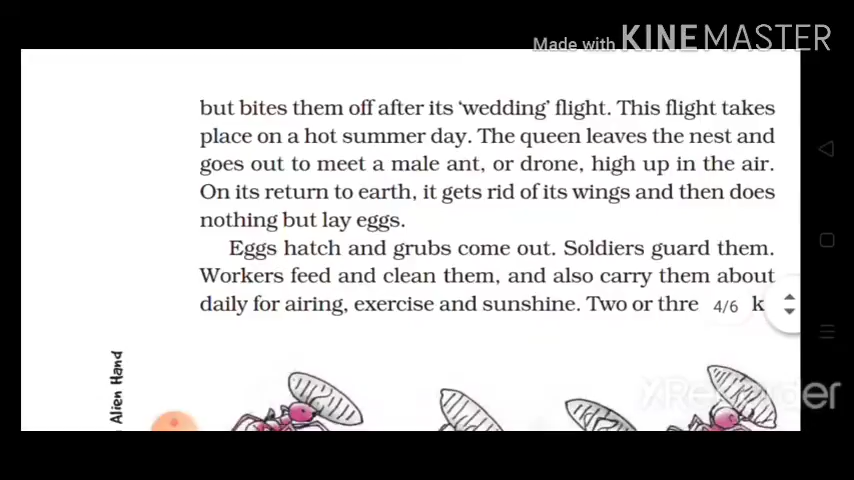 Made with KINEMASTER
but bites them off after its ‘wedding’ flight. This flight takes
place on a hot summer day. The queen leaves the nest and
goes out to meet a male ant, or drone, high up in the air.
On its return to earth, it gets rid of its wings and then does
nothing but lay eggs.
Eggs hatch and grubs come out. Soldiers guard them.
Workers feed and clean them, and also carry them about
daily for airing, exercise and sunshine. Two or 4/6
Alien Hand
XRecorder